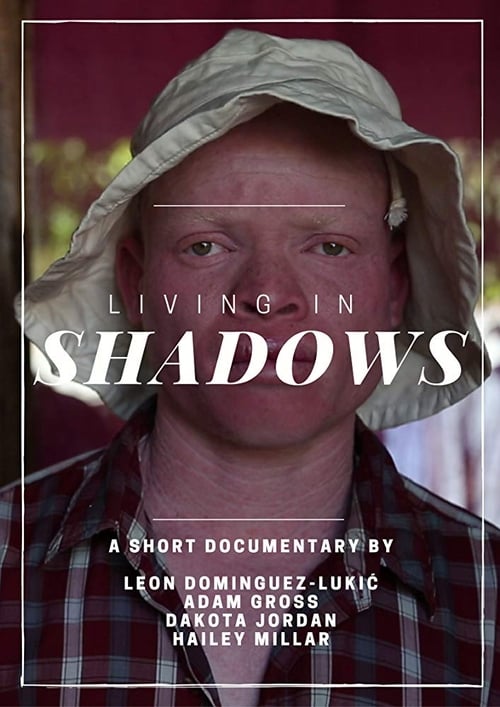 LIVING IN
SHADOWS
A SHORT DOCUMENTARY BY
LEON DOMINGUEZ-LUKIĆ
ADAM GROSS
DAKOTA JORDAN
HAILEY MILLAR